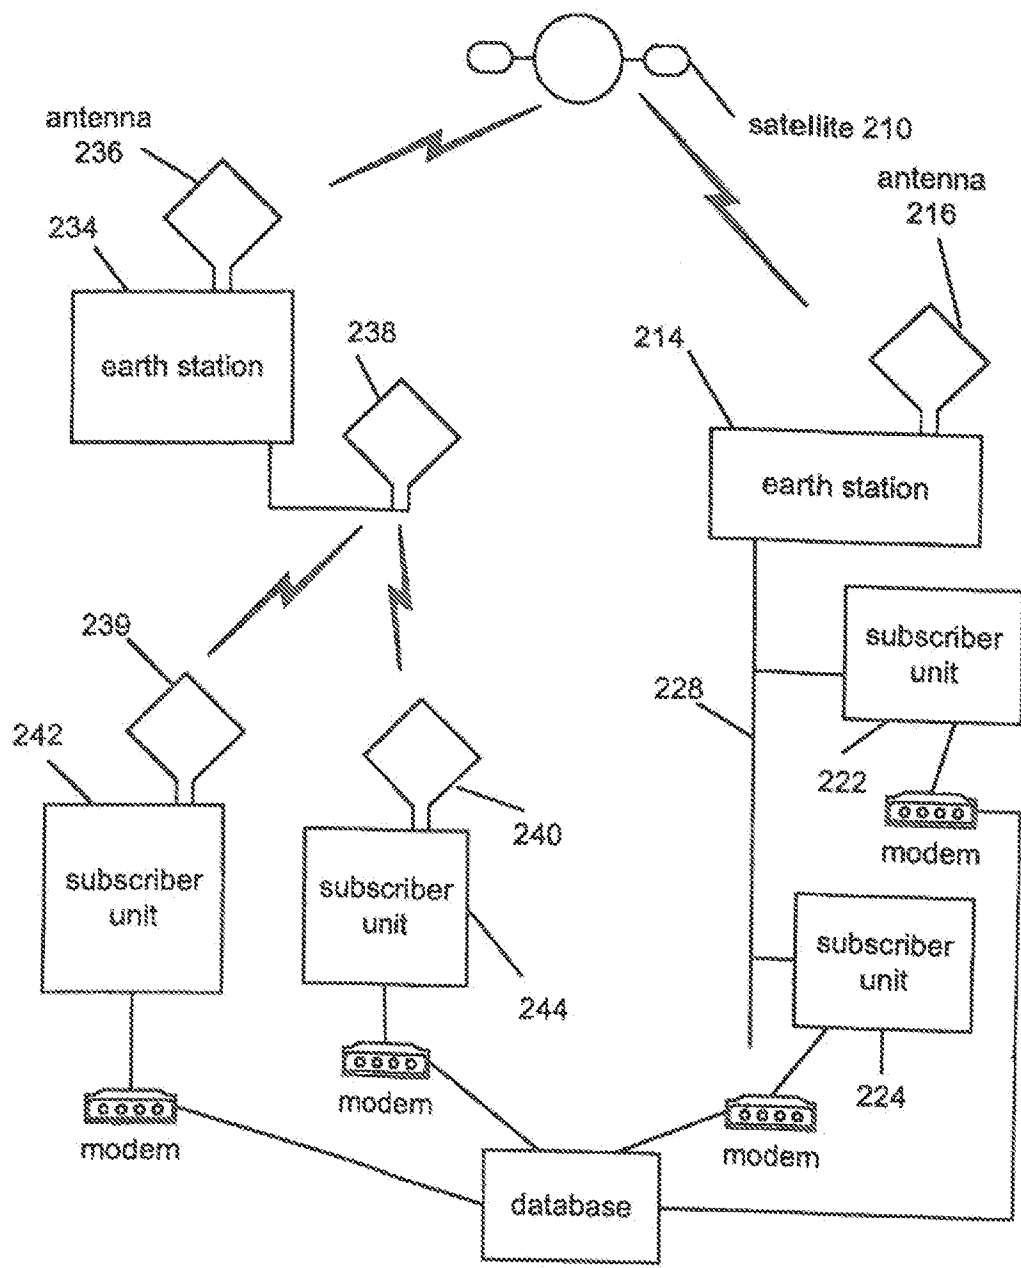 satellite 210
antenna
236
antenna
216
234
earth station
238
214
earth station
239
242
subscriber
unit
240
subscriber
unit
244
228
subscriber
unit
222
modem
subscriber
unit
224
modem
modem
modem
database